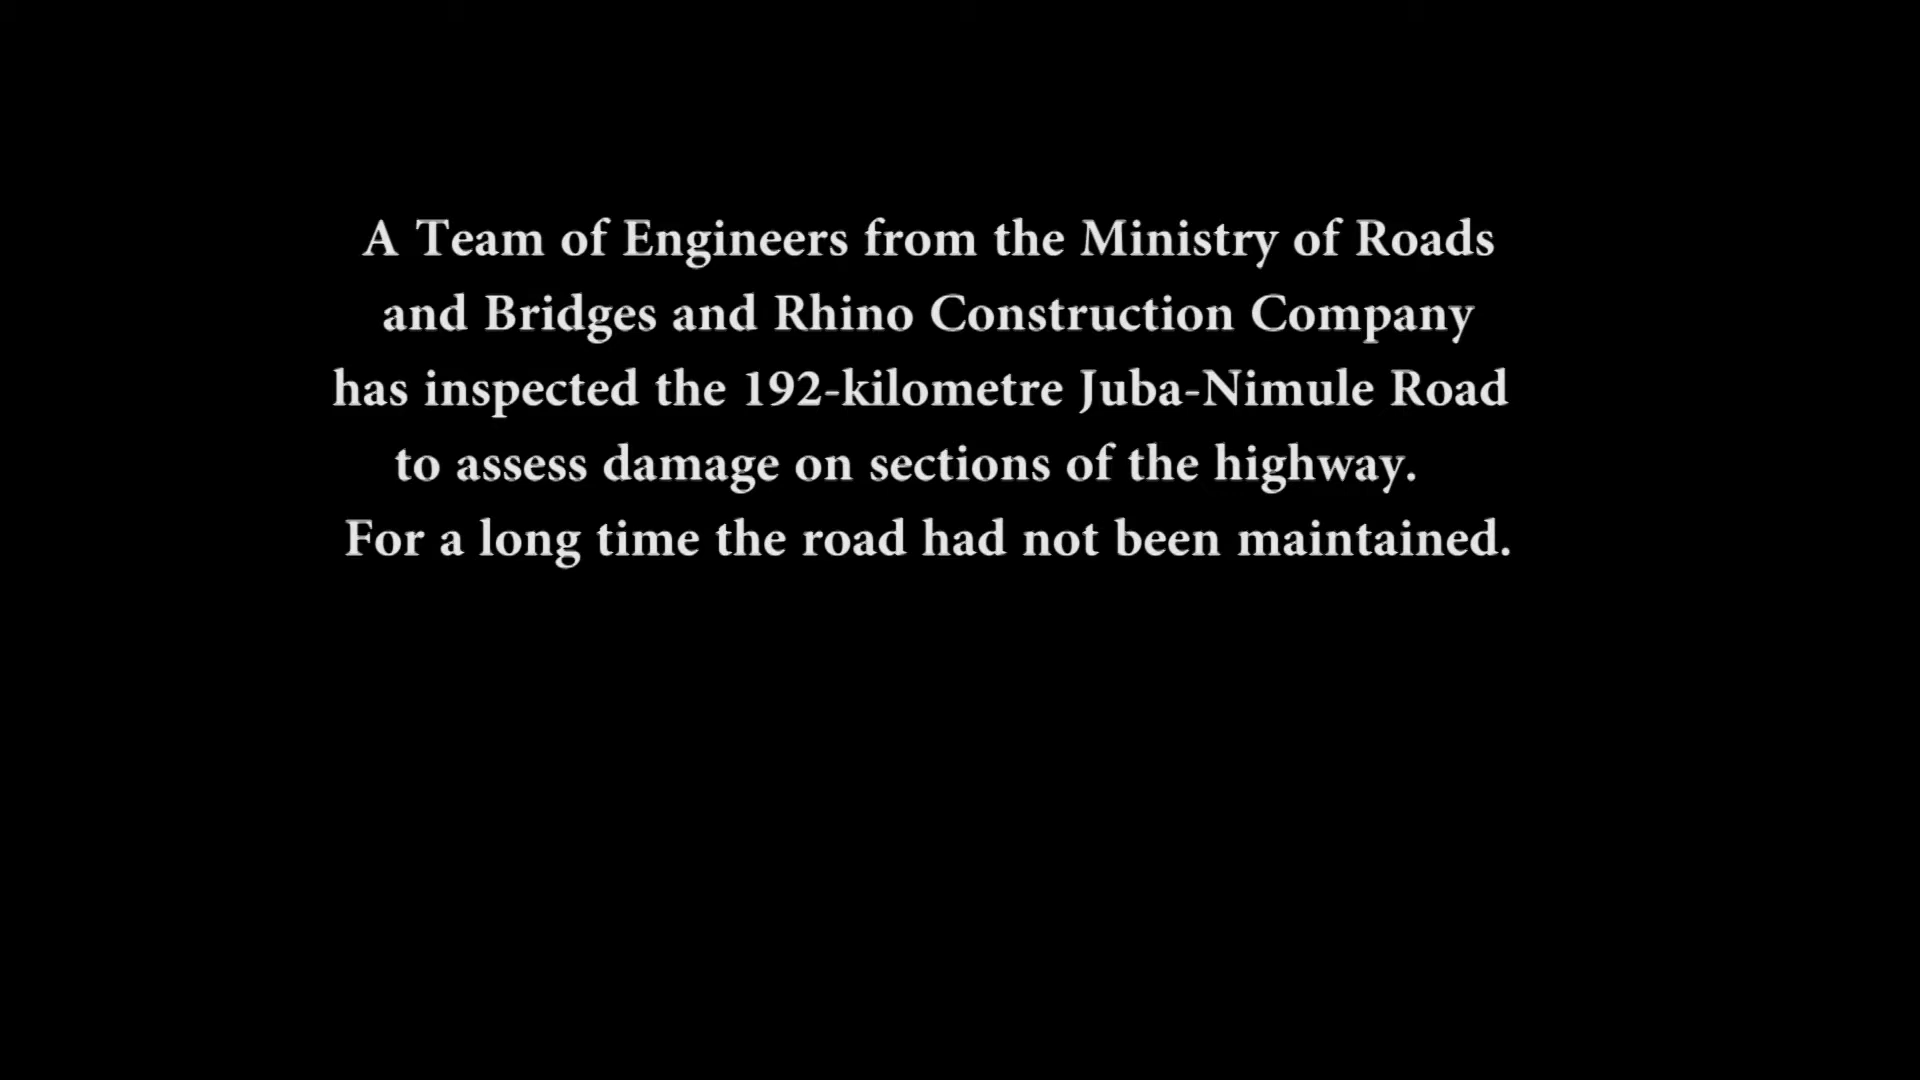 A Team of Engineers from the Ministry of Roads
and Bridges and Rhino Construction Company
has inspected the 192-kilometre Juba-Nimule Road
to assess damage on sections of the highway.
For a long time the road had not been maintained.